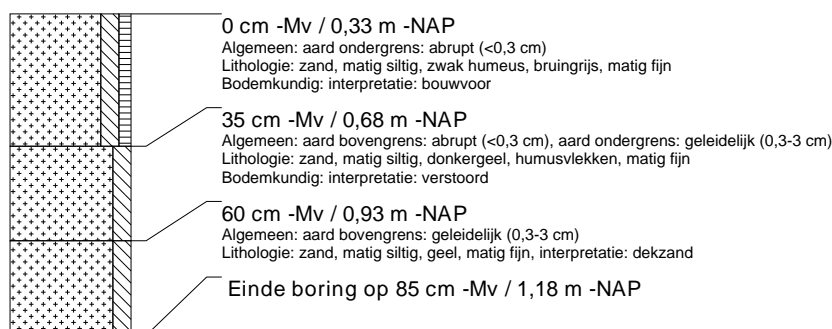 0 cm -Mv / 0,33 m -NAP
Algemeen: aard ondergrens: abrupt (<0,3 cm)
Lithologie: zand, matig siltig, zwak humeus, bruingrijs, matig fijn
Bodemkundig: interpretatie: bouwvoor
35 cm -Mv / 0,68 m -NAP
Algemeen: aard bovengrens: abrupt (<0,3 cm), aard ondergrens: geleidelijk (0,3-3 cm)
Lithologie: zand, matig siltig, donkergeel, humusvlekken, matig fijn
Bodemkundig: interpretatie: verstoord
60 cm -Mv / 0,93 m -NAP
Algemeen: aard bovengrens: geleidelijk (0,3-3 cm)
Lithologie: zand, matig siltig, geel, matig fijn, interpretatie: dekzand
Einde boring op 85 cm -Mv / 1,18 m -NAP